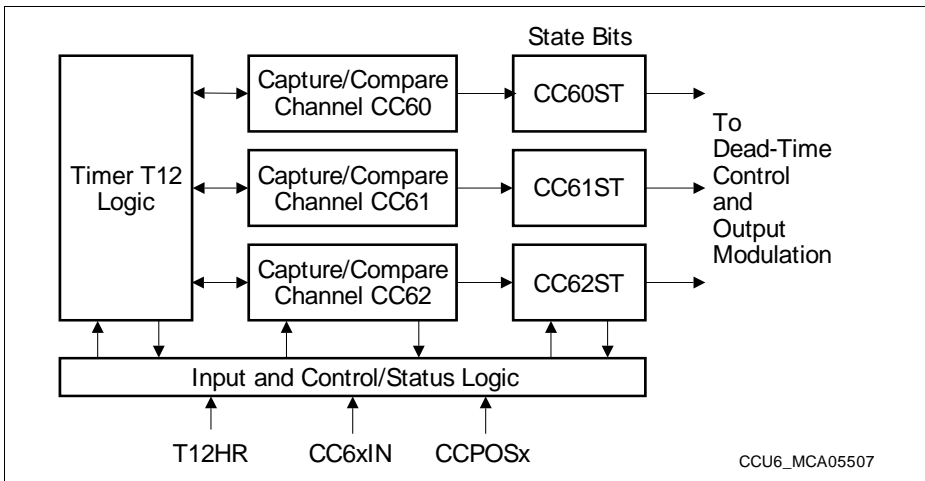 State Bits
Timer T12
Logic
Capture/Compare
Channel CC60
CC60ST
Capture/Compare
Channel CC61
CC61ST
Capture/Compare
Channel CC62
CC62ST
To
Dead-Time
Control
and
Output
Modulation
Input and Control/Status Logic
T12HR
CC6xIN
CCPOSx
CCU6_MCA05507